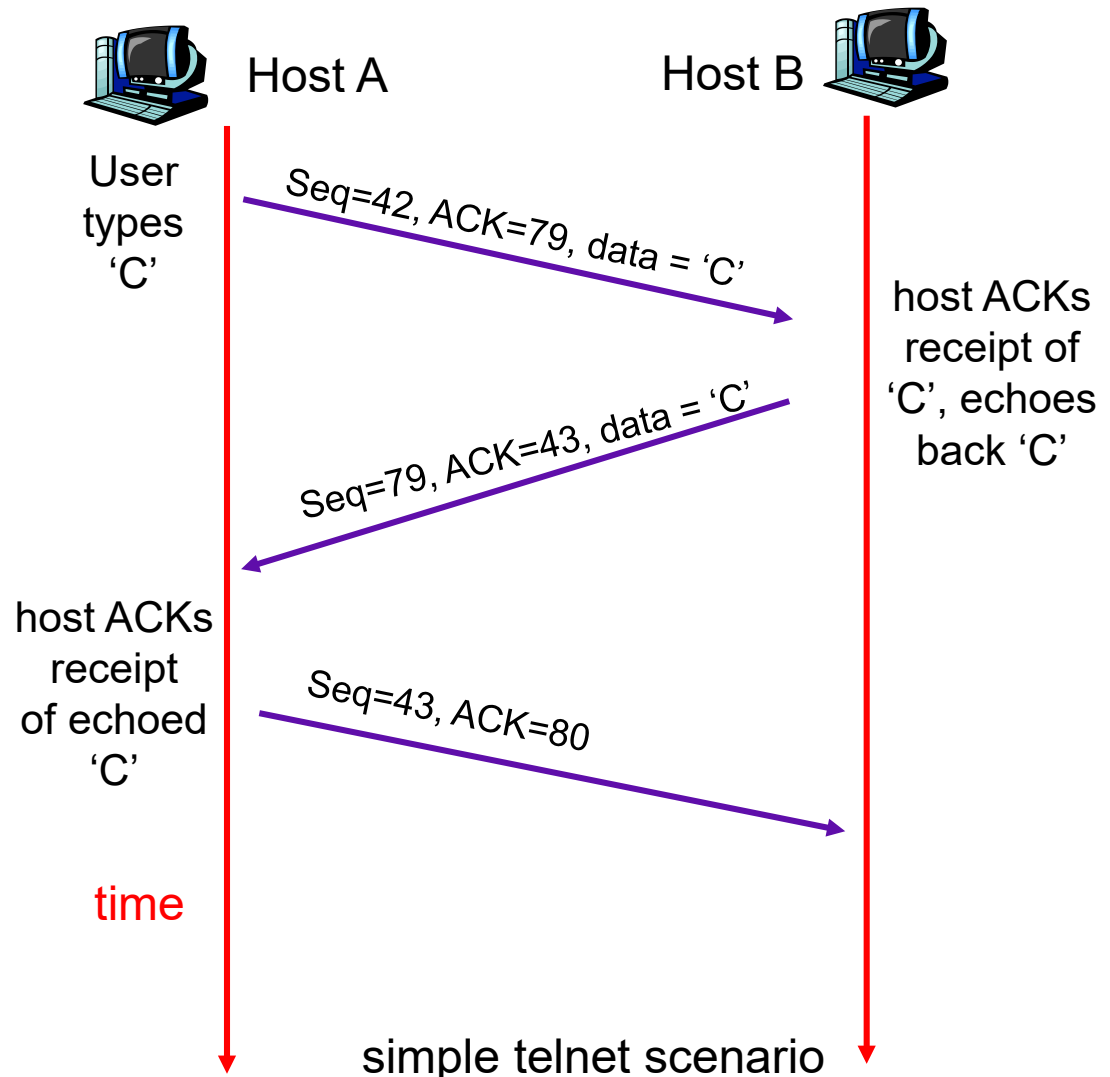 Host A
Host B
User
types
‘C’
Seq=42, ACK=79, data = ‘C’
host ACKs
receipt of
‘C’, echoes
back ‘C’
Seq=79, ACK=43, data = ‘C’
host ACKs
receipt
of echoed
‘C’
Seq=43, ACK=80
time
simple telnet scenario